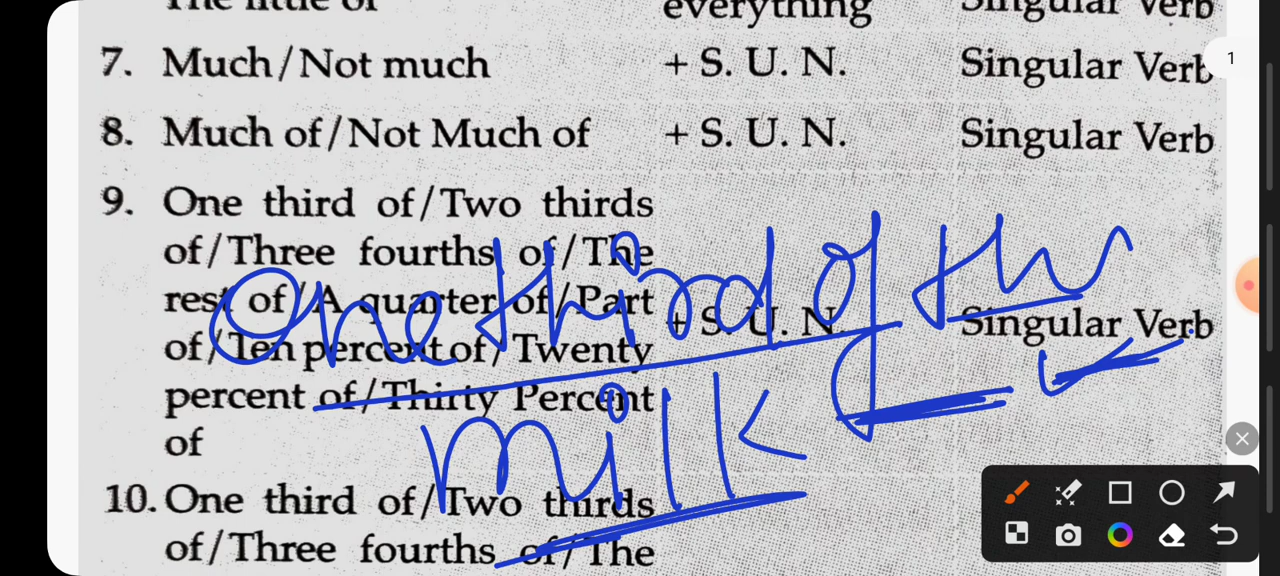 The little of everything Singular Verb
7. Much/Not much + S. U. N. Singular Verb
1
8. Much of/Not Much of + S. U. N. Singular Verb
9. One third of/Two thirds
of/Three fourths of/The
rest of/A quarter of/Part
of/Ten percent of/Twenty + S. U. N. Singular Verb
percent of/Thirty Percent
of
One third of the
milk
10. One third of/Two thirds
of/Three fourths of/The